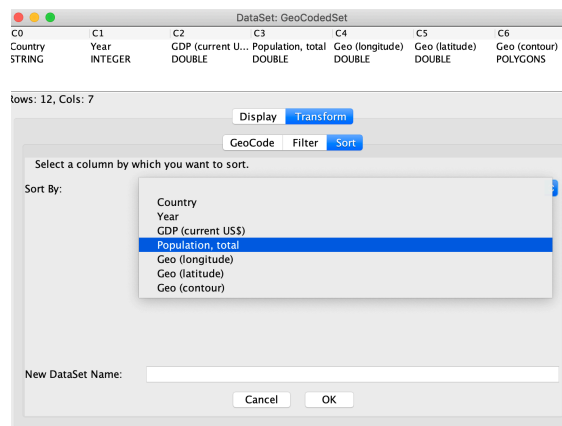 DataSet: GeoCodedSet
C0 C1 C2 C3 C4 C5 C6
Country Year GDP (current U... Population, total Geo (longitude) Geo (latitude) Geo (contour)
STRING INTEGER DOUBLE DOUBLE DOUBLE DOUBLE POLYGONS
Rows: 12, Cols: 7
Display Transform
GeoCode Filter Sort
Select a column by which you want to sort.
Sort By:
Country
Year
GDP (current US$)
Population, total
Geo (longitude)
Geo (latitude)
Geo (contour)
New DataSet Name:
Cancel OK